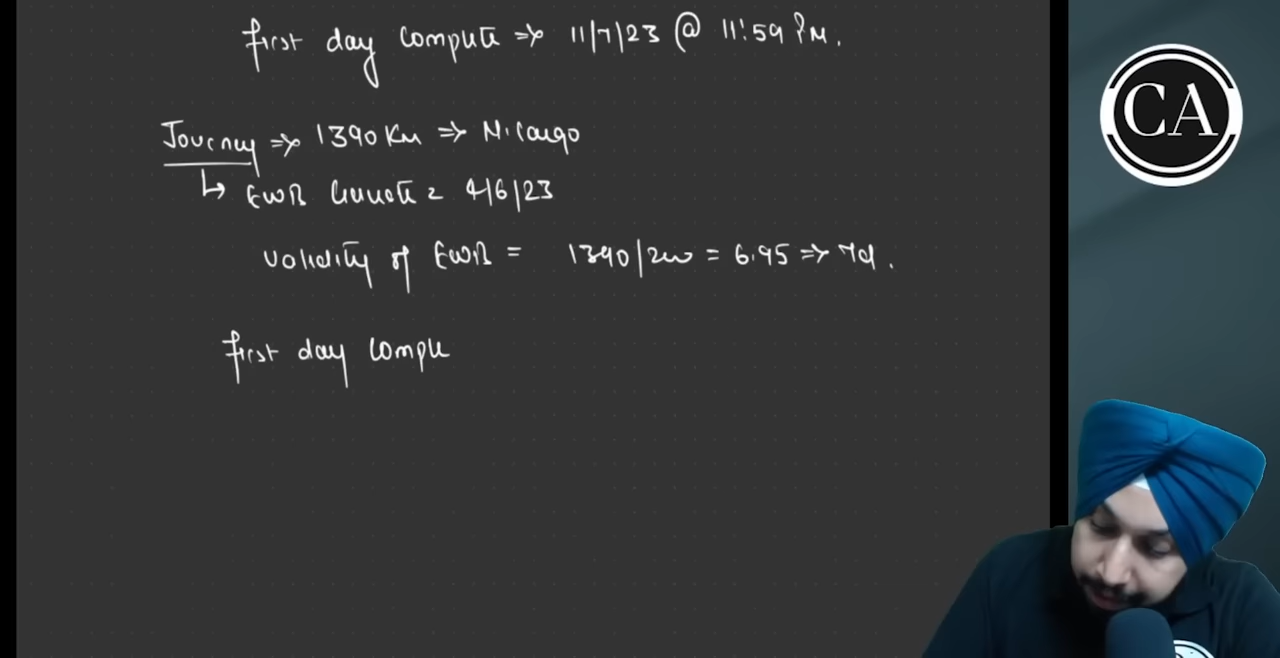 first day compute => 11/7/23 @ 11:59 PM.
CA
Journey => 1390 Km => N. Cargo
↳ EWB Generate = 4/6/23
Validity of EWB = 1390/200 = 6.95 => 7d.
first day compu